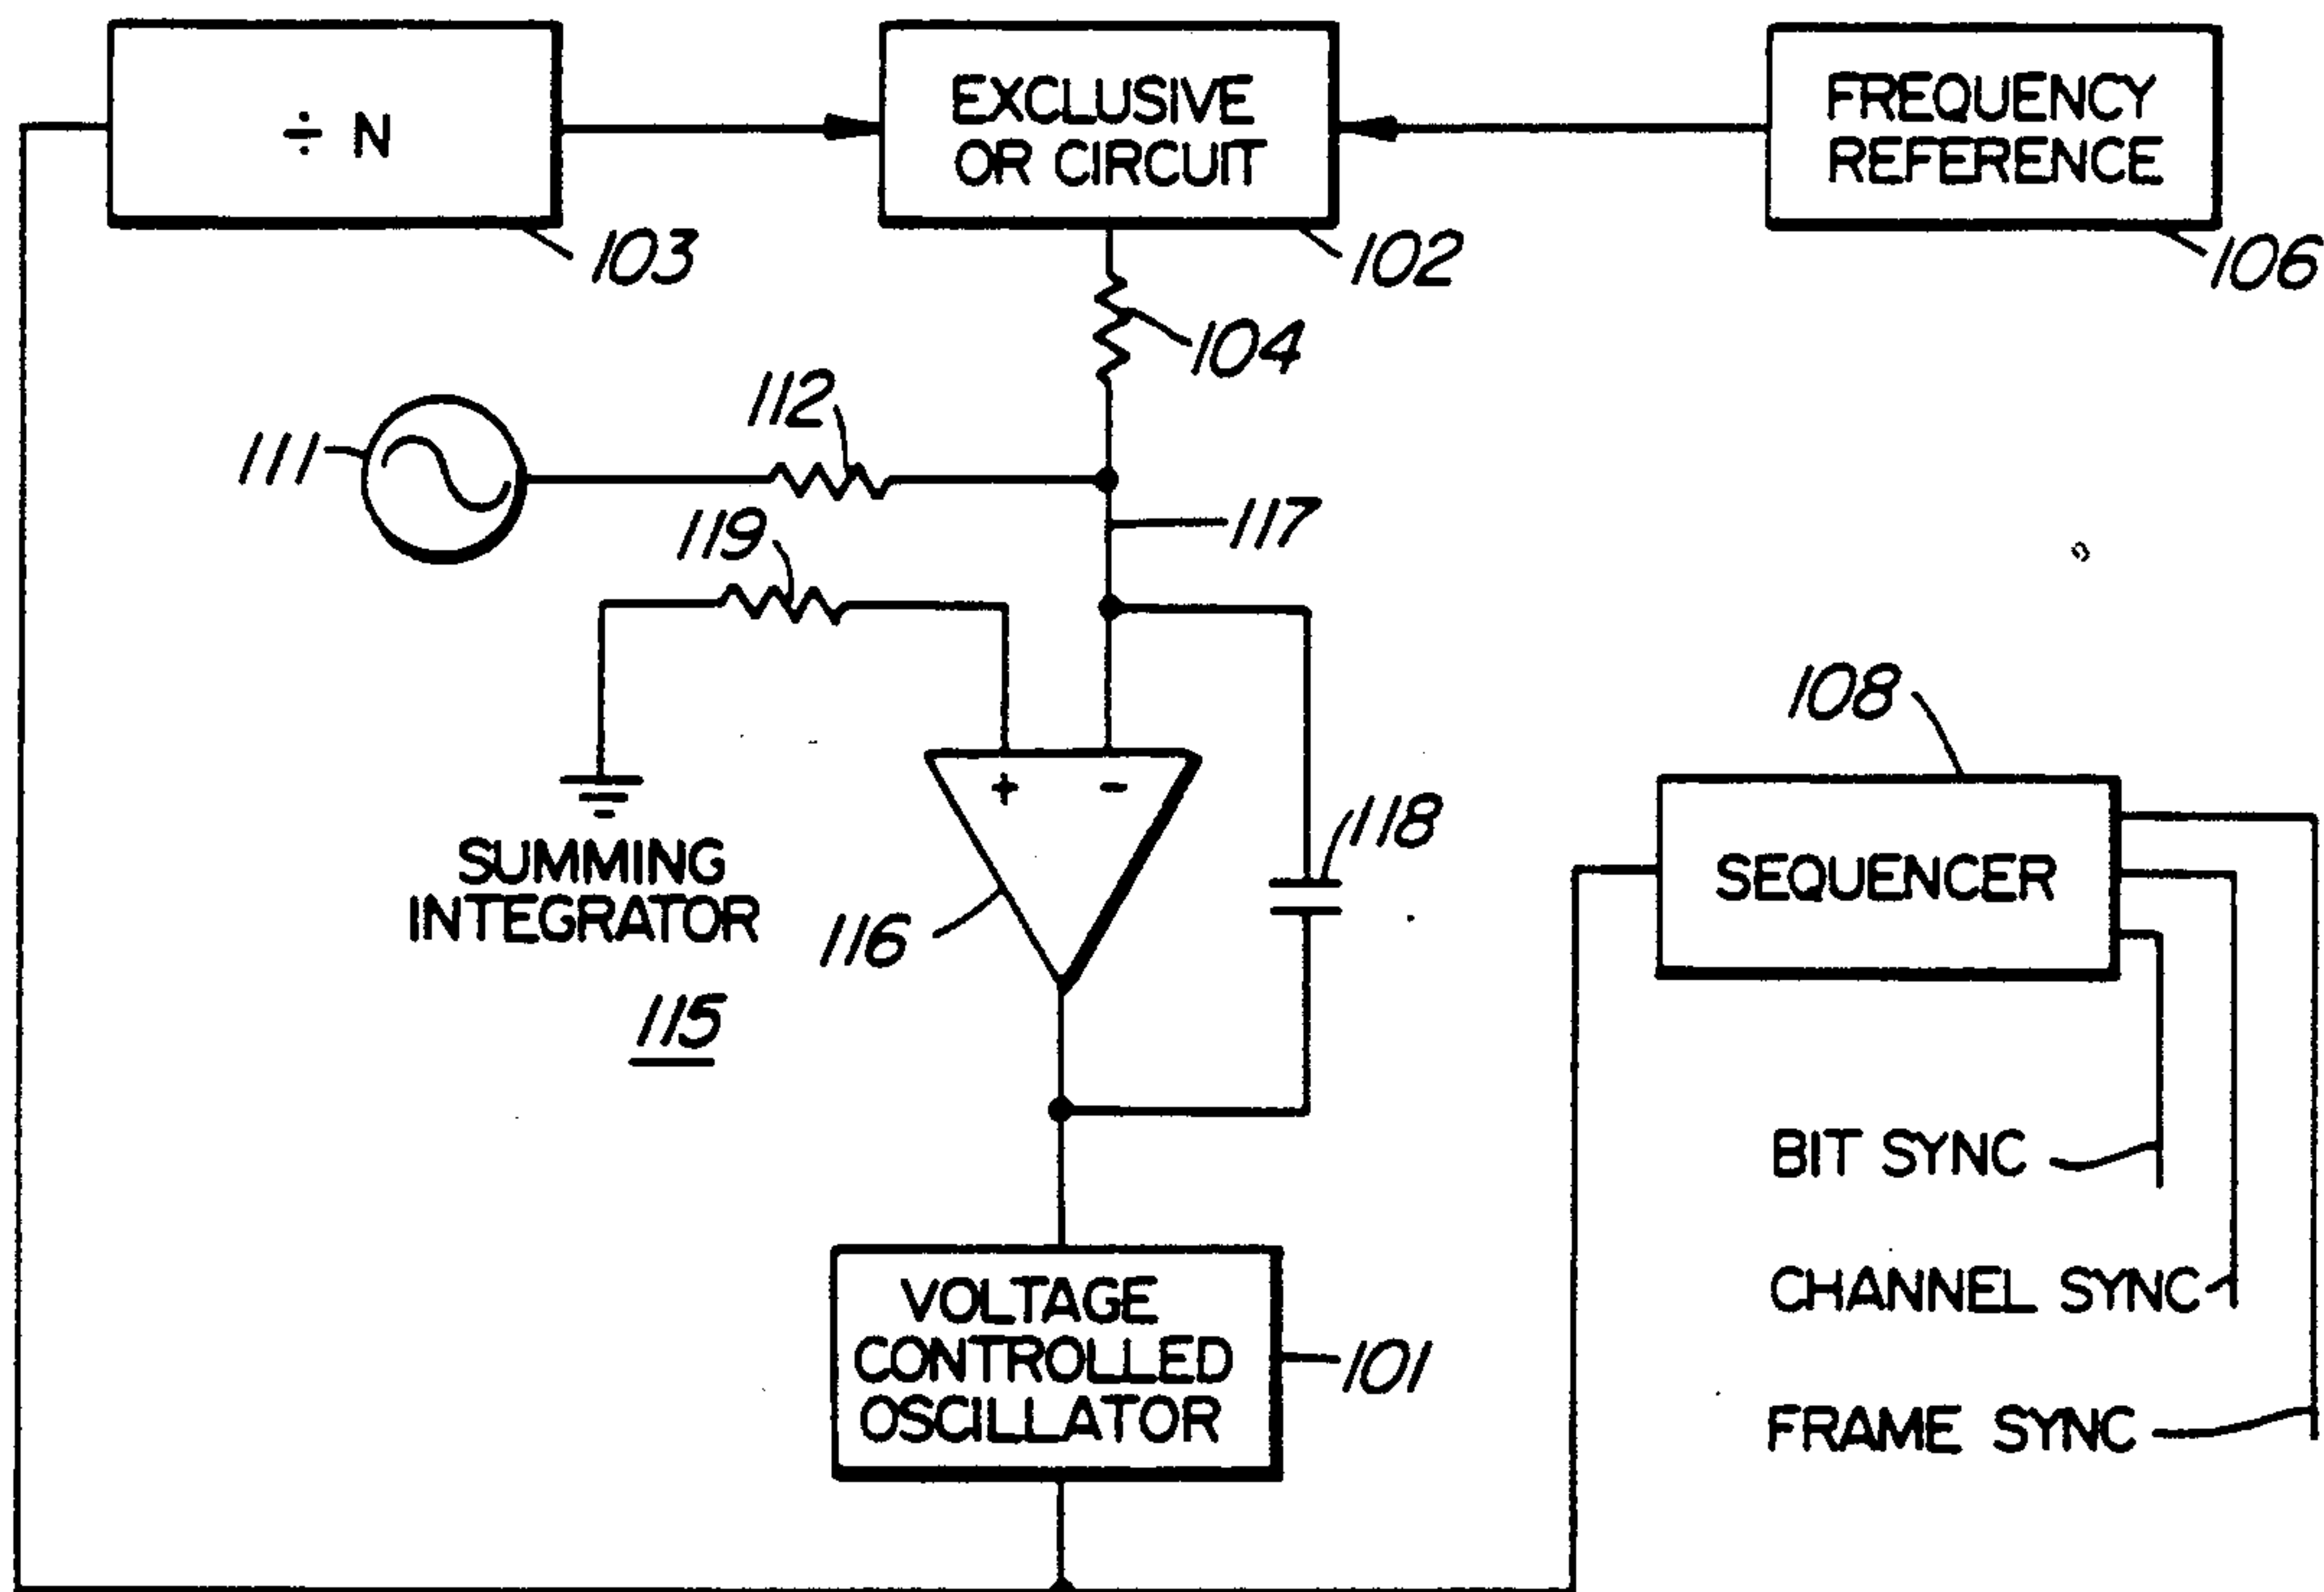 ÷ N
EXCLUSIVE
OR CIRCUIT
FREQUENCY
REFERENCE
103
102
106
104
112
111
117
119
108
+ -
118
SUMMING
INTEGRATOR
SEQUENCER
116
115
BIT SYNC
VOLTAGE
CONTROLLED
OSCILLATOR
CHANNEL SYNC
101
FRAME SYNC